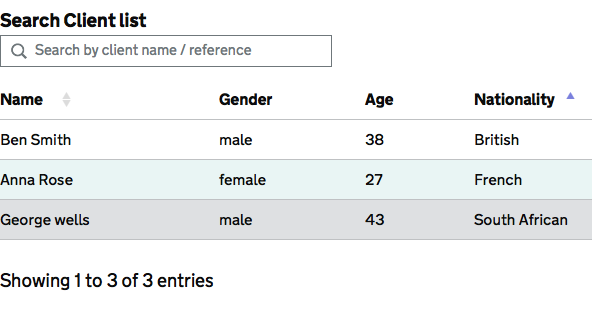 Search Client list
Search by client name / reference
Name Gender Age Nationality
Ben Smith male 38 British
Anna Rose female 27 French
George wells male 43 South African
Showing 1 to 3 of 3 entries